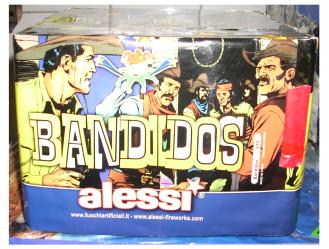 BANDIDOS
alessi
www.fuochiartificiali.it - www.alessi-fireworks.com